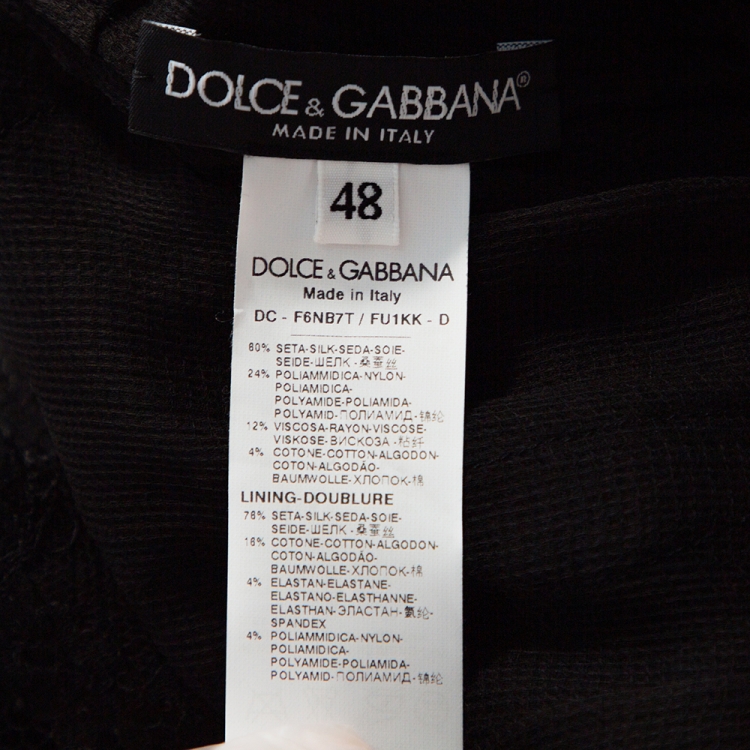 DOLCE & GABBANA®
MADE IN ITALY
48
DOLCE & GABBANA
Made in Italy
DC - F6NB7T / FU1KK - D
60% SETA-SILK-SEDA-SOIE-
SEIDE-ШЕЛК-桑蚕丝
24% POLIAMMIDICA-NYLON-
POLIAMIDICA-
POLYAMIDE-POLIAMIDA-
POLYAMID-ПОЛИАМИД-锦纶
12% VISCOSA-RAYON-VISCOSE-
VISKOSE-ВИСКОЗА-粘纤
4% COTONE-COTTON-ALGODON-
COTON-ALGODÃO-
BAUMWOLLE-ХЛОПОК-棉
LINING-DOUBLURE
76% SETA-SILK-SEDA-SOIE-
SEIDE-ШЕЛК-桑蚕丝
16% COTONE-COTTON-ALGODON-
COTON-ALGODÃO-
BAUMWOLLE-ХЛОПОК-棉
4% ELASTAN-ELASTANE-
ELASTANO-ELASTHANNE-
ELASTHAN-ЭЛАСТАН-氨纶-
SPANDEX
4% POLIAMMIDICA-NYLON-
POLIAMIDICA-
POLYAMIDE-POLIAMIDA-
POLYAMID-ПОЛИАМИД-锦纶